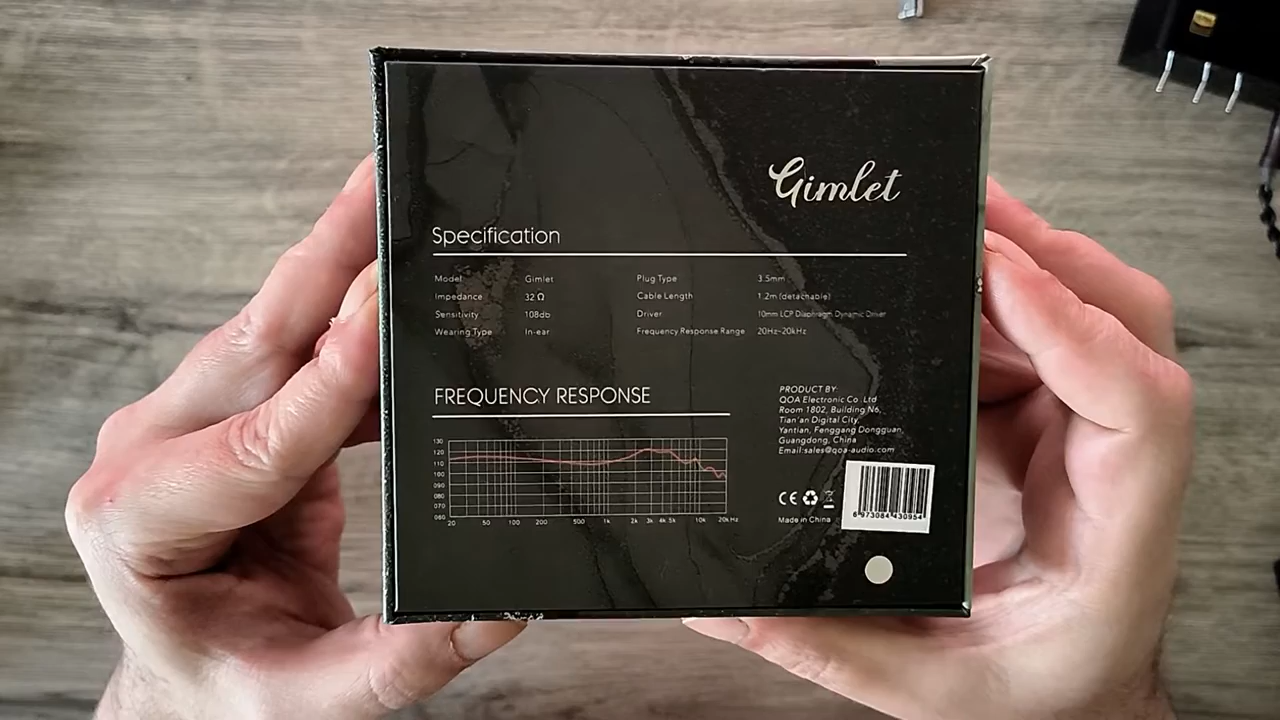 Gimlet
Specification
Model Gimlet Plug Type 3.5mm
Impedance 32 Ω Cable Length 1.2m (detachable)
Sensitivity 108db Driver 10mm LCP Diaphragm Dynamic Driver
Wearing Type In-ear Frequency Response Range 20Hz-20kHz
FREQUENCY RESPONSE
130
120
110
100
090
080
070
060
20 50 100 200 500 1k 2k 3k 4k 5k 10k 20kHz
PRODUCT BY:
QOA Electronic Co .Ltd
Room 1802, Building N6,
Tian'an Digital City,
Yantian, Fenggang Dongguan,
Guangdong, China
Email:sales@qoa-audio.com
CE
Made in China
6 973084 430954